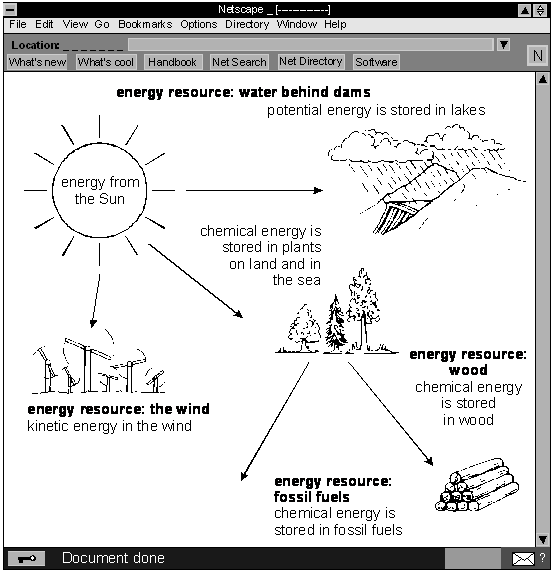 Netscape _ [-------------]
File Edit View Go Bookmarks Options Directory Window Help
Location: _ _ _ _ _ _ _
What's new What's cool Handbook Net Search Net Directory Software
N
energy resource: water behind dams
potential energy is stored in lakes
energy from
the Sun
chemical energy is
stored in plants
on land and in
the sea
energy resource: the wind
kinetic energy in the wind
energy resource:
wood
chemical energy
is stored
in wood
energy resource:
fossil fuels
chemical energy is
stored in fossil fuels
Document done
?